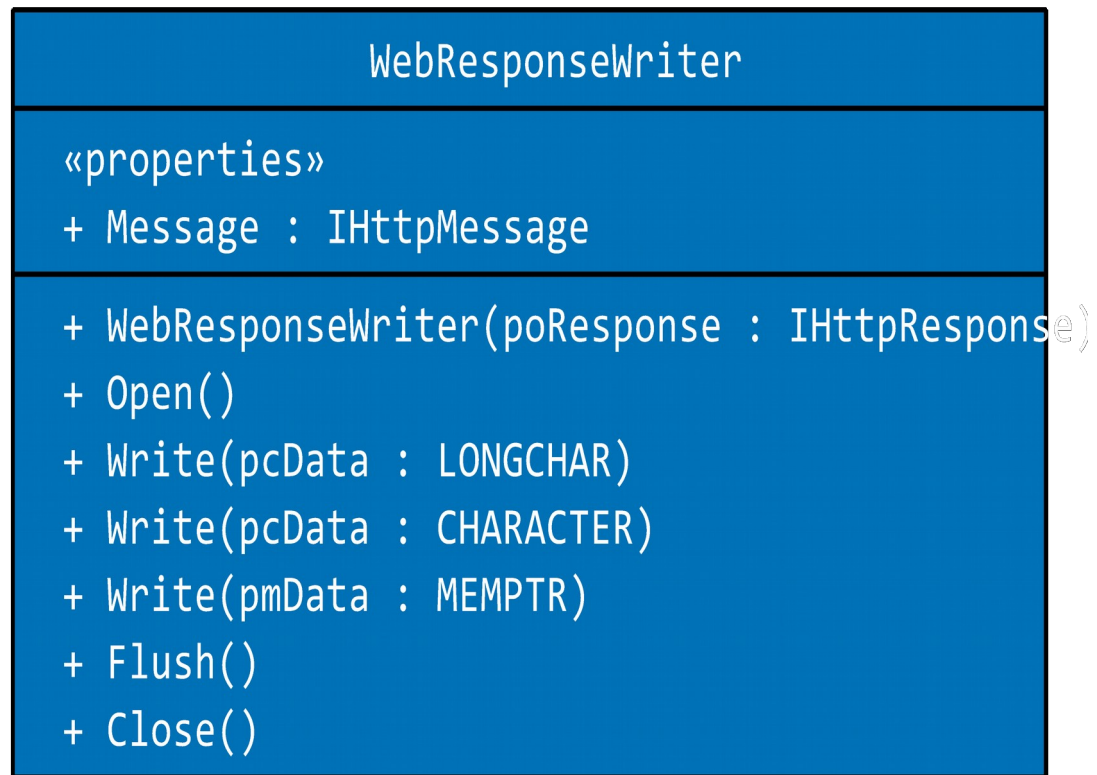 WebResponseWriter
«properties»
+ Message : IHttpMessage
+ WebResponseWriter(poResponse : IHttpResponse)
+ Open()
+ Write(pcData : LONGCHAR)
+ Write(pcData : CHARACTER)
+ Write(pmData : MEMPTR)
+ Flush()
+ Close()